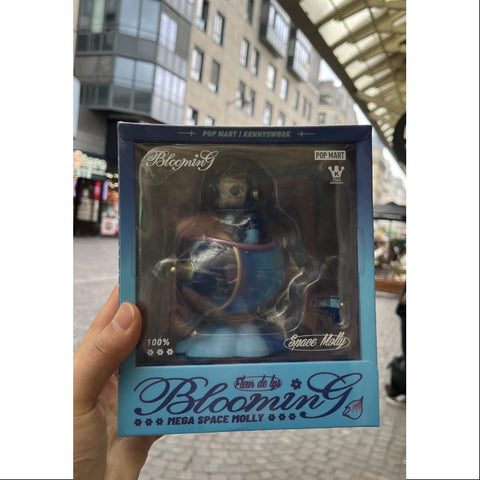 POP MART | KENNYSWORK
BloominG
POP MART
100%
Space Molly
Fleur de lys
BloominG
MEGA SPACE MOLLY